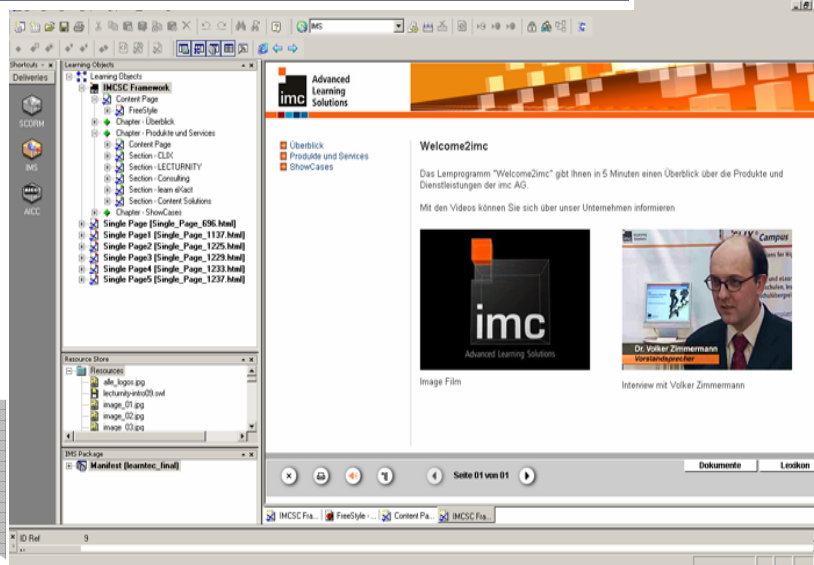 IMS
Shortcuts
Deliveries
SCORM
IMS
AICC
Learning Objects
Learning Objects
IMCSC Framework
Content Page
FreeStyle
Chapter - Überblick
Chapter - Produkte und Services
Content Page
Section - CLIX
Section - LECTURNITY
Section - Consulting
Section - learn eXact
Section - Content Solutions
Chapter - ShowCases
Single Page [Single_Page_696.html]
Single Page1 [Single_Page_1137.html]
Single Page2 [Single_Page_1225.html]
Single Page3 [Single_Page_1229.html]
Single Page4 [Single_Page_1233.html]
Single Page5 [Single_Page_1237.html]
Resource Store
Resources
alle_logos.jpg
lecturnity-intro09.swf
image_01.jpg
image_02.jpg
image_03.jpg
IMS Package
Manifest (learntec_final)
imc
Advanced
Learning
Solutions
Überblick
Produkte und Services
ShowCases
Welcome2imc
Das Lernprogramm "Welcome2imc" gibt Ihnen in 5 Minuten einen Überblick über die Produkte und
Dienstleistungen der imc AG.
Mit den Videos können Sie sich über unser Unternehmen informieren
imc
Advanced Learning Solutions
Campus
Dr. Volker Zimmermann
Vorstandsprecher
Image Film
Interview mit Volker Zimmermann
Seite 01 von 01
Dokumente
Lexikon
IMCSC Fra...
FreeStyle - ...
Content Pa...
IMCSC Fra...
ID Ref 9